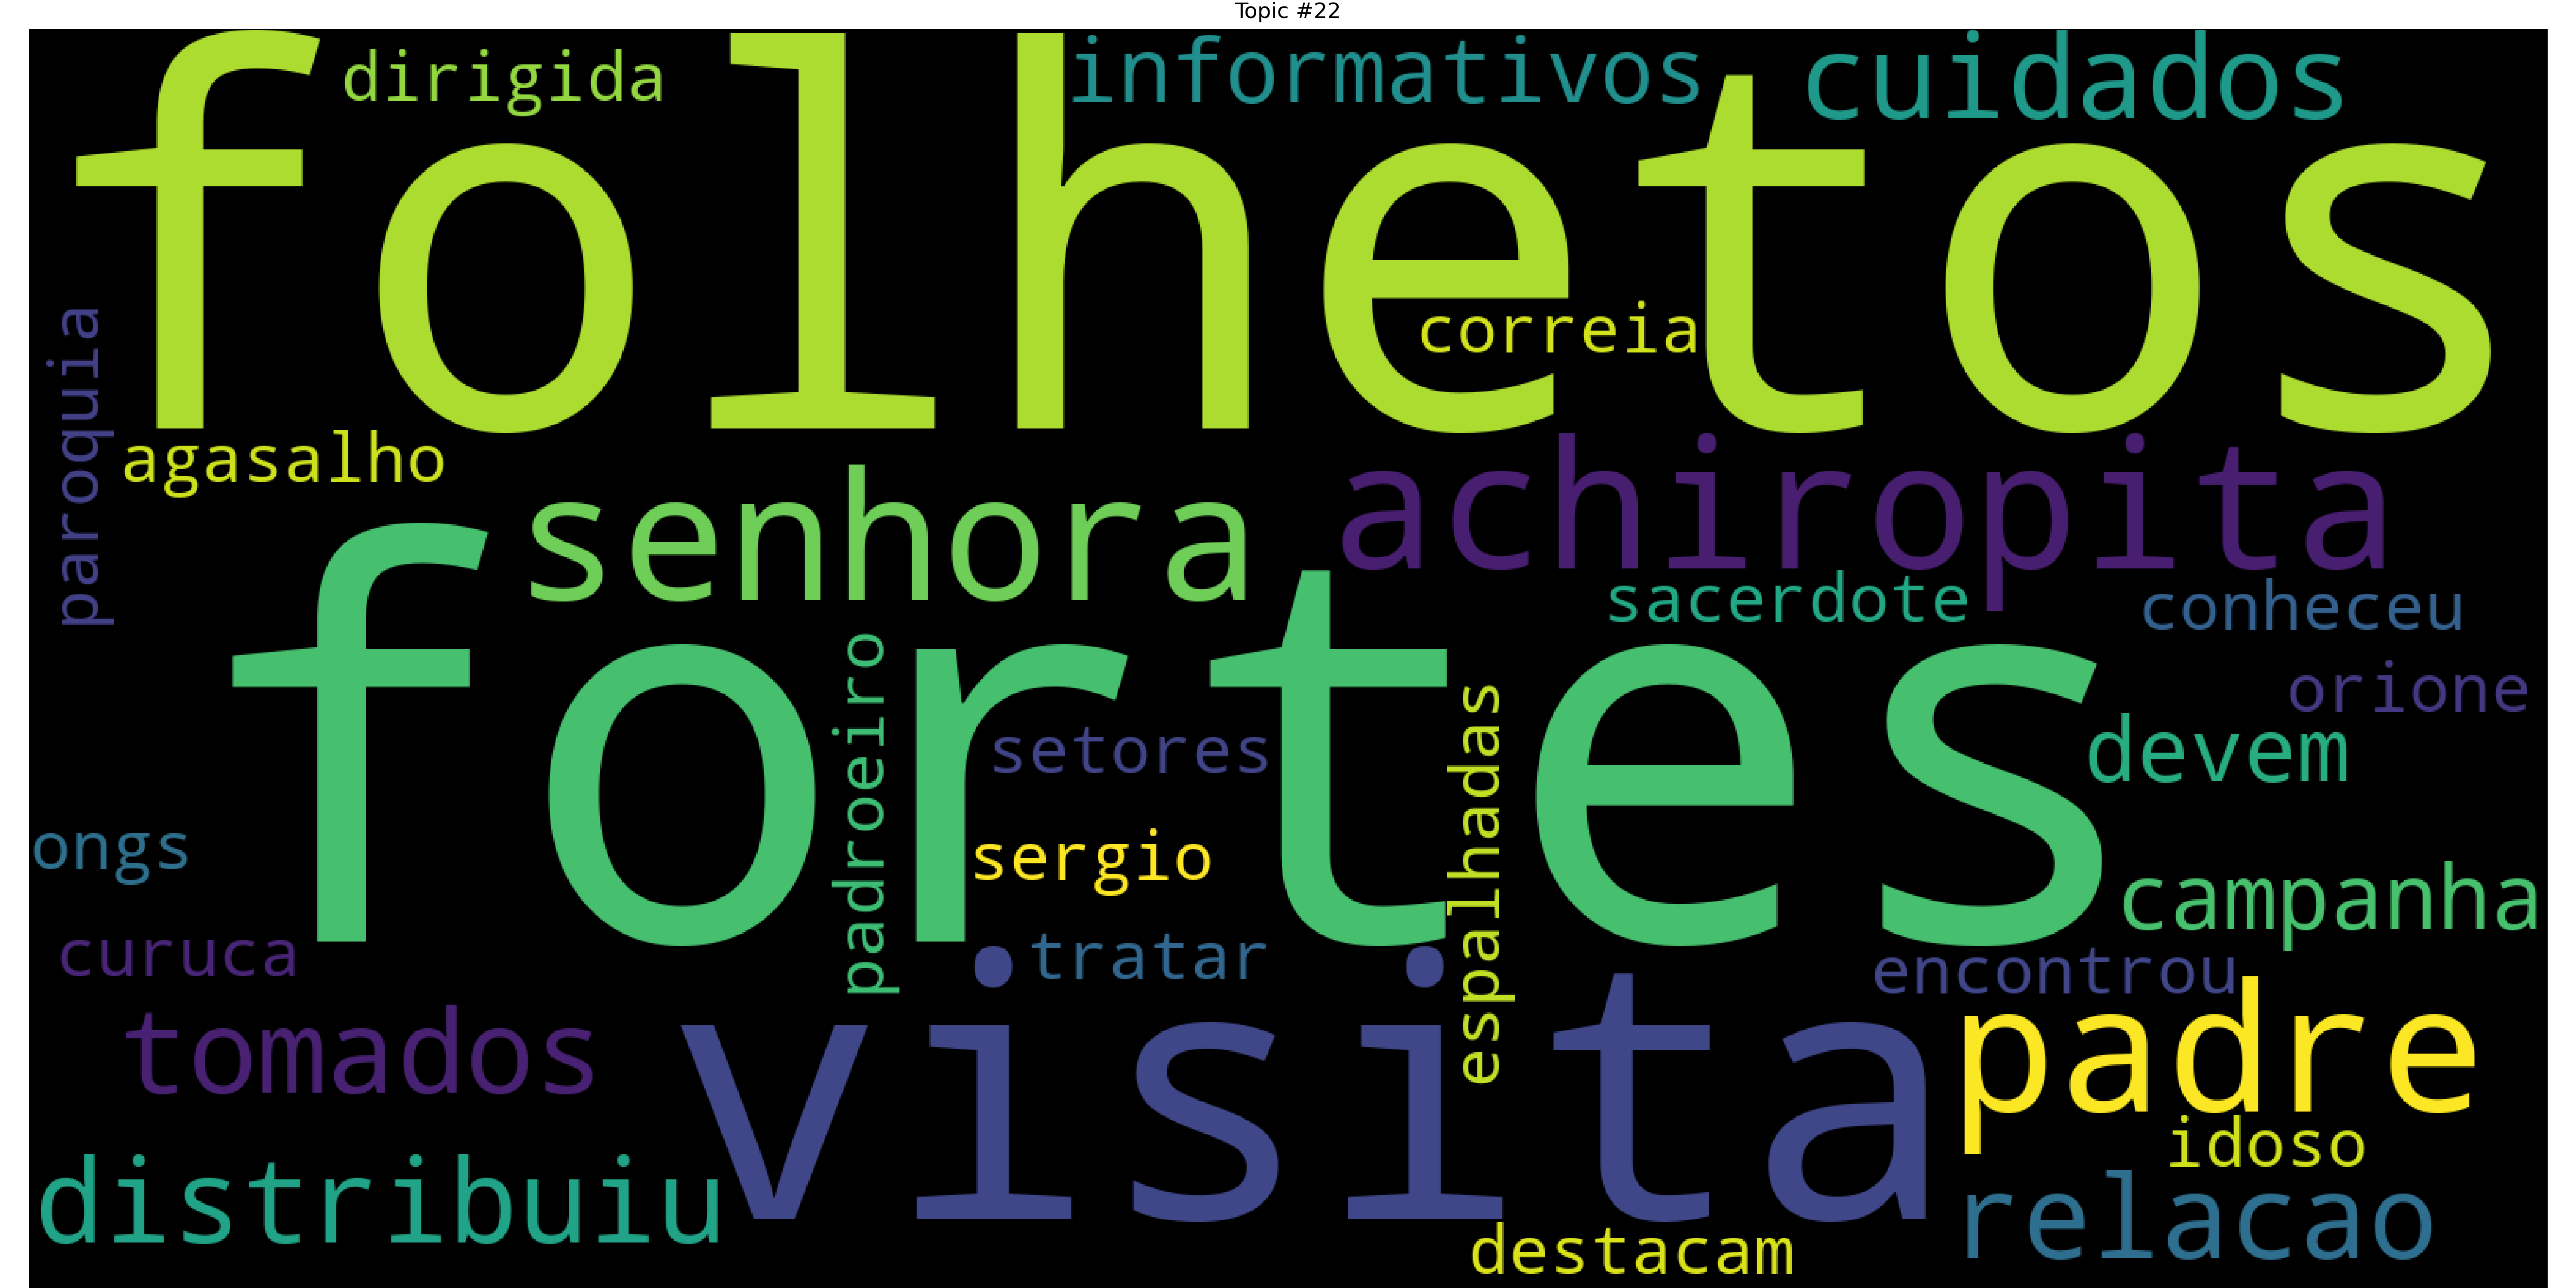 Topic #22
dirigida
informativos
cuidados
folhetos
correia
paroquia
agasalho
senhora
achiropita
sacerdote
conheceu
fortes
orione
padroeiro
setores
espalhadas
devem
ongs
sergio
campanha
curuca
tratar
encontrou
tomados
visita
padre
idoso
distribuiu
relacao
destacam